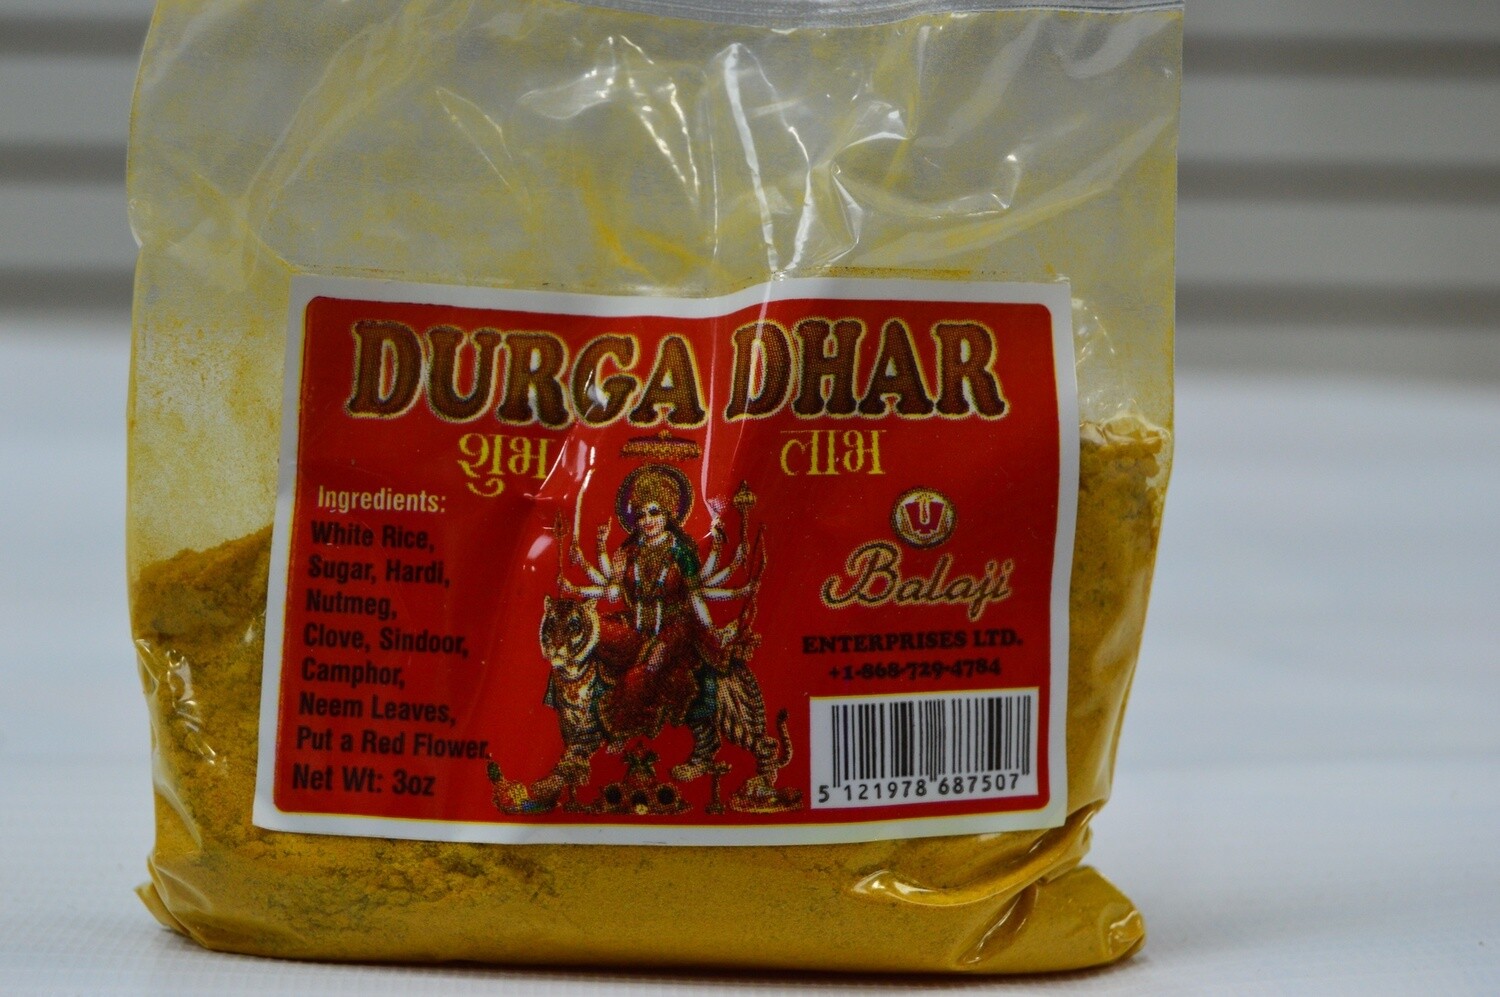 DURGA DHAR
शुभ लाभ
Ingredients:
White Rice,
Sugar, Hardi,
Nutmeg,
Clove, Sindoor,
Camphor,
Neem Leaves,
Put a Red Flower.
Net Wt: 3oz
Balaji
ENTERPRISES LTD.
+1-868-729-4784
5 121978 687507